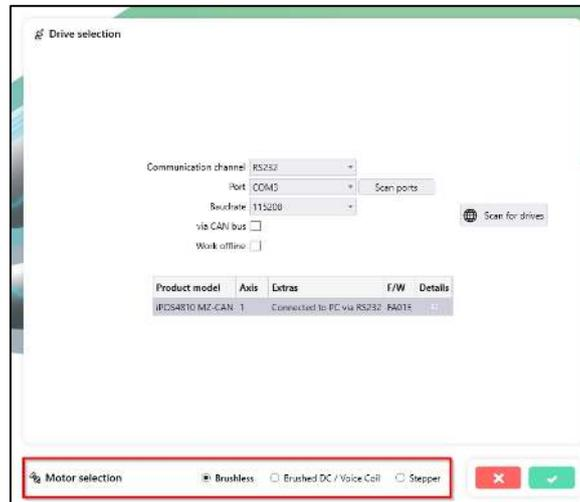 Drive selection
Communication channel RS232
Port COM3 Scan ports
Baudrate 115200
via CAN bus
Scan for drives
Work offline
Product model Axis Extras F/W Details
iPOS4810 MZ-CAN 1 Connected to PC via RS232
Motor selection Brushless Brushed DC / Voice Coil Stepper